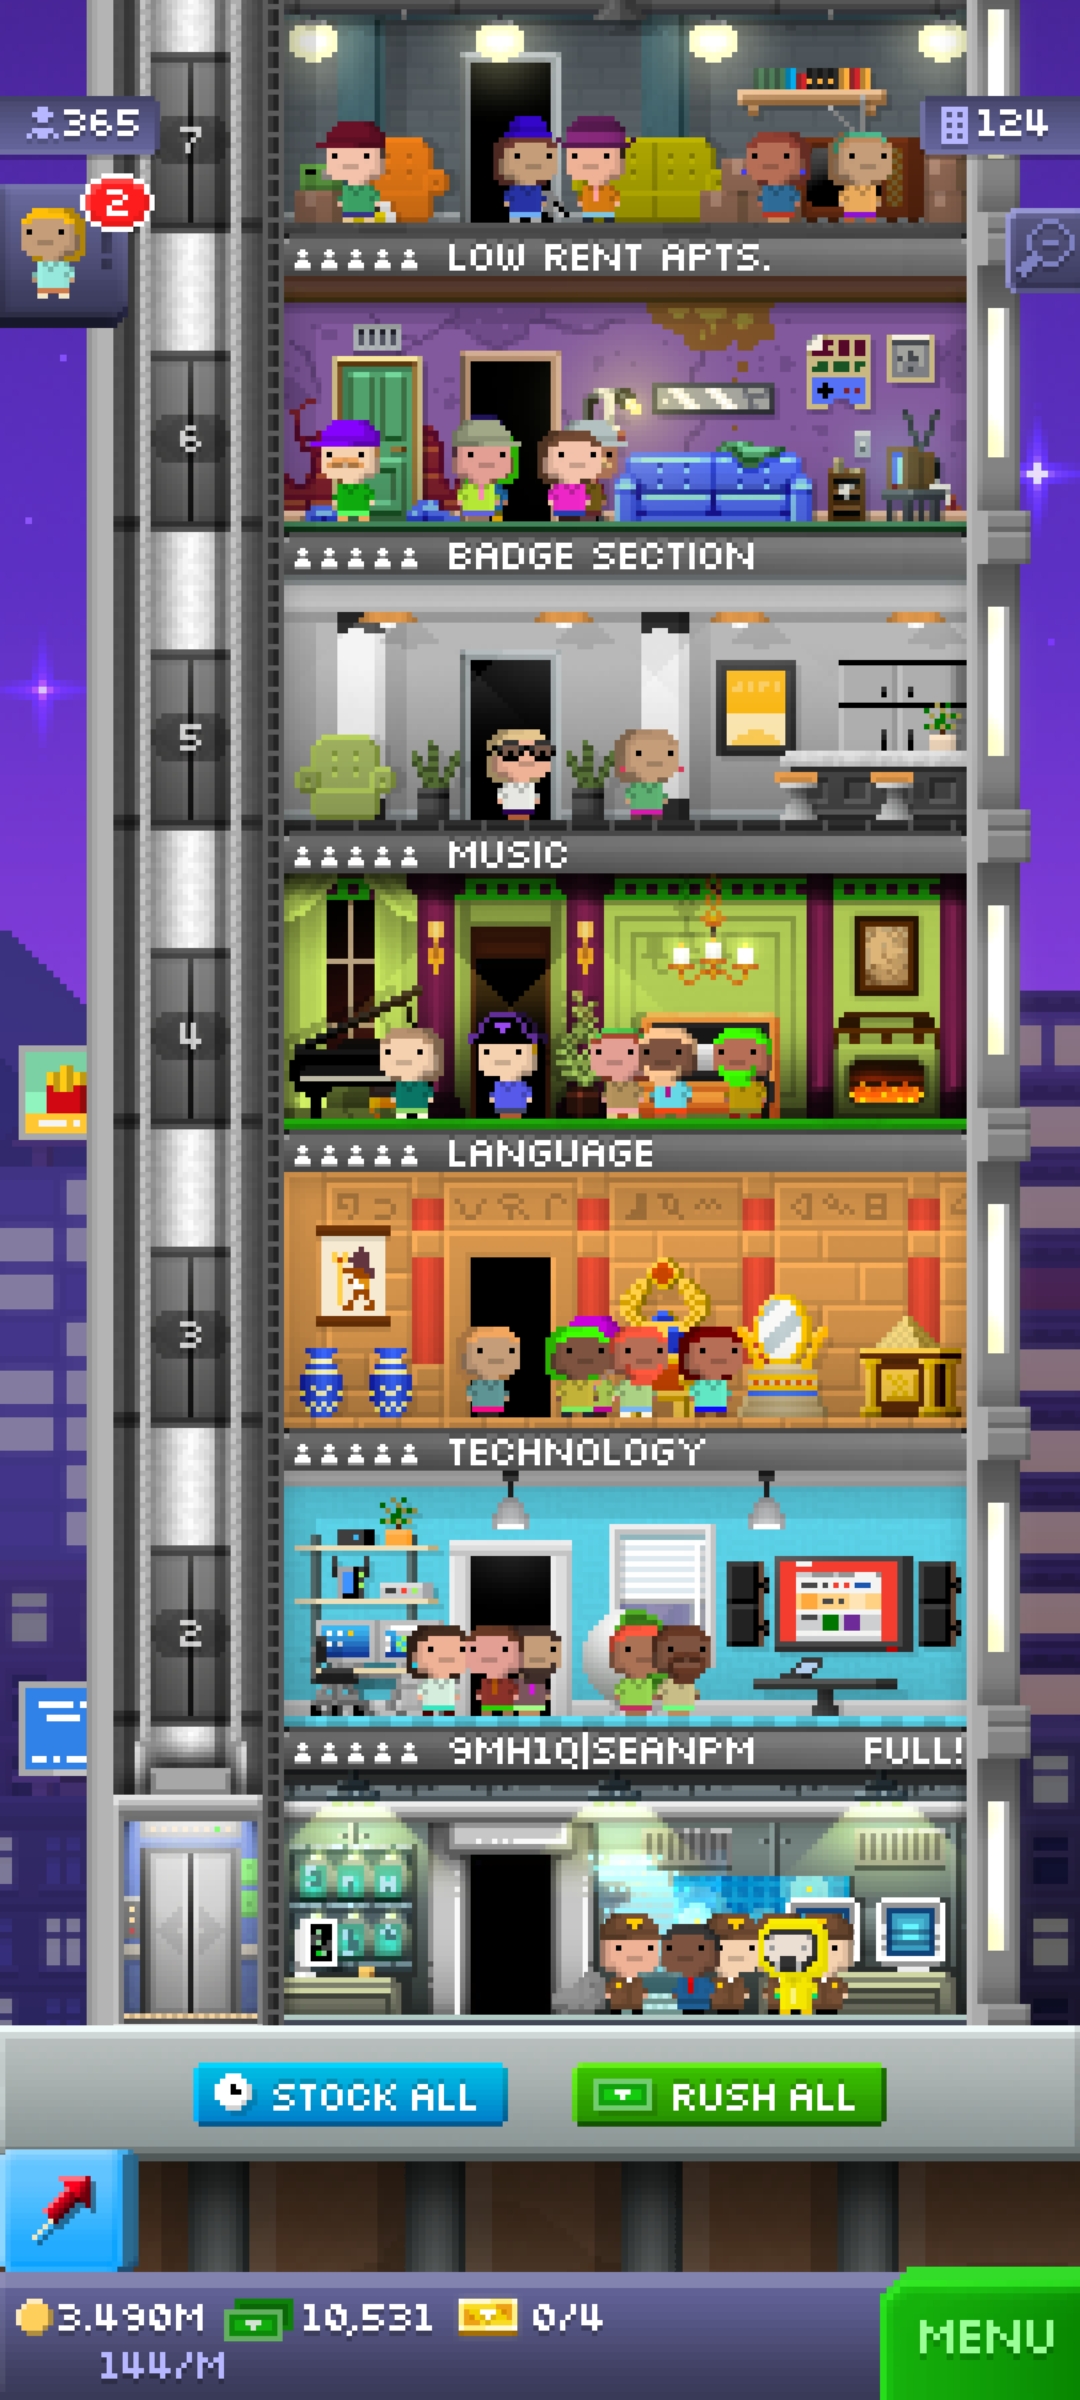 7
365
124
2
LOW RENT APTS.
6
BADGE SECTION
5
MUSIC
4
LANGUAGE
3
TECHNOLOGY
2
9MH1Q|SEANPM FULL!
STOCK ALL
RUSH ALL
3.490M 10,531 0/4
144/M
MENU